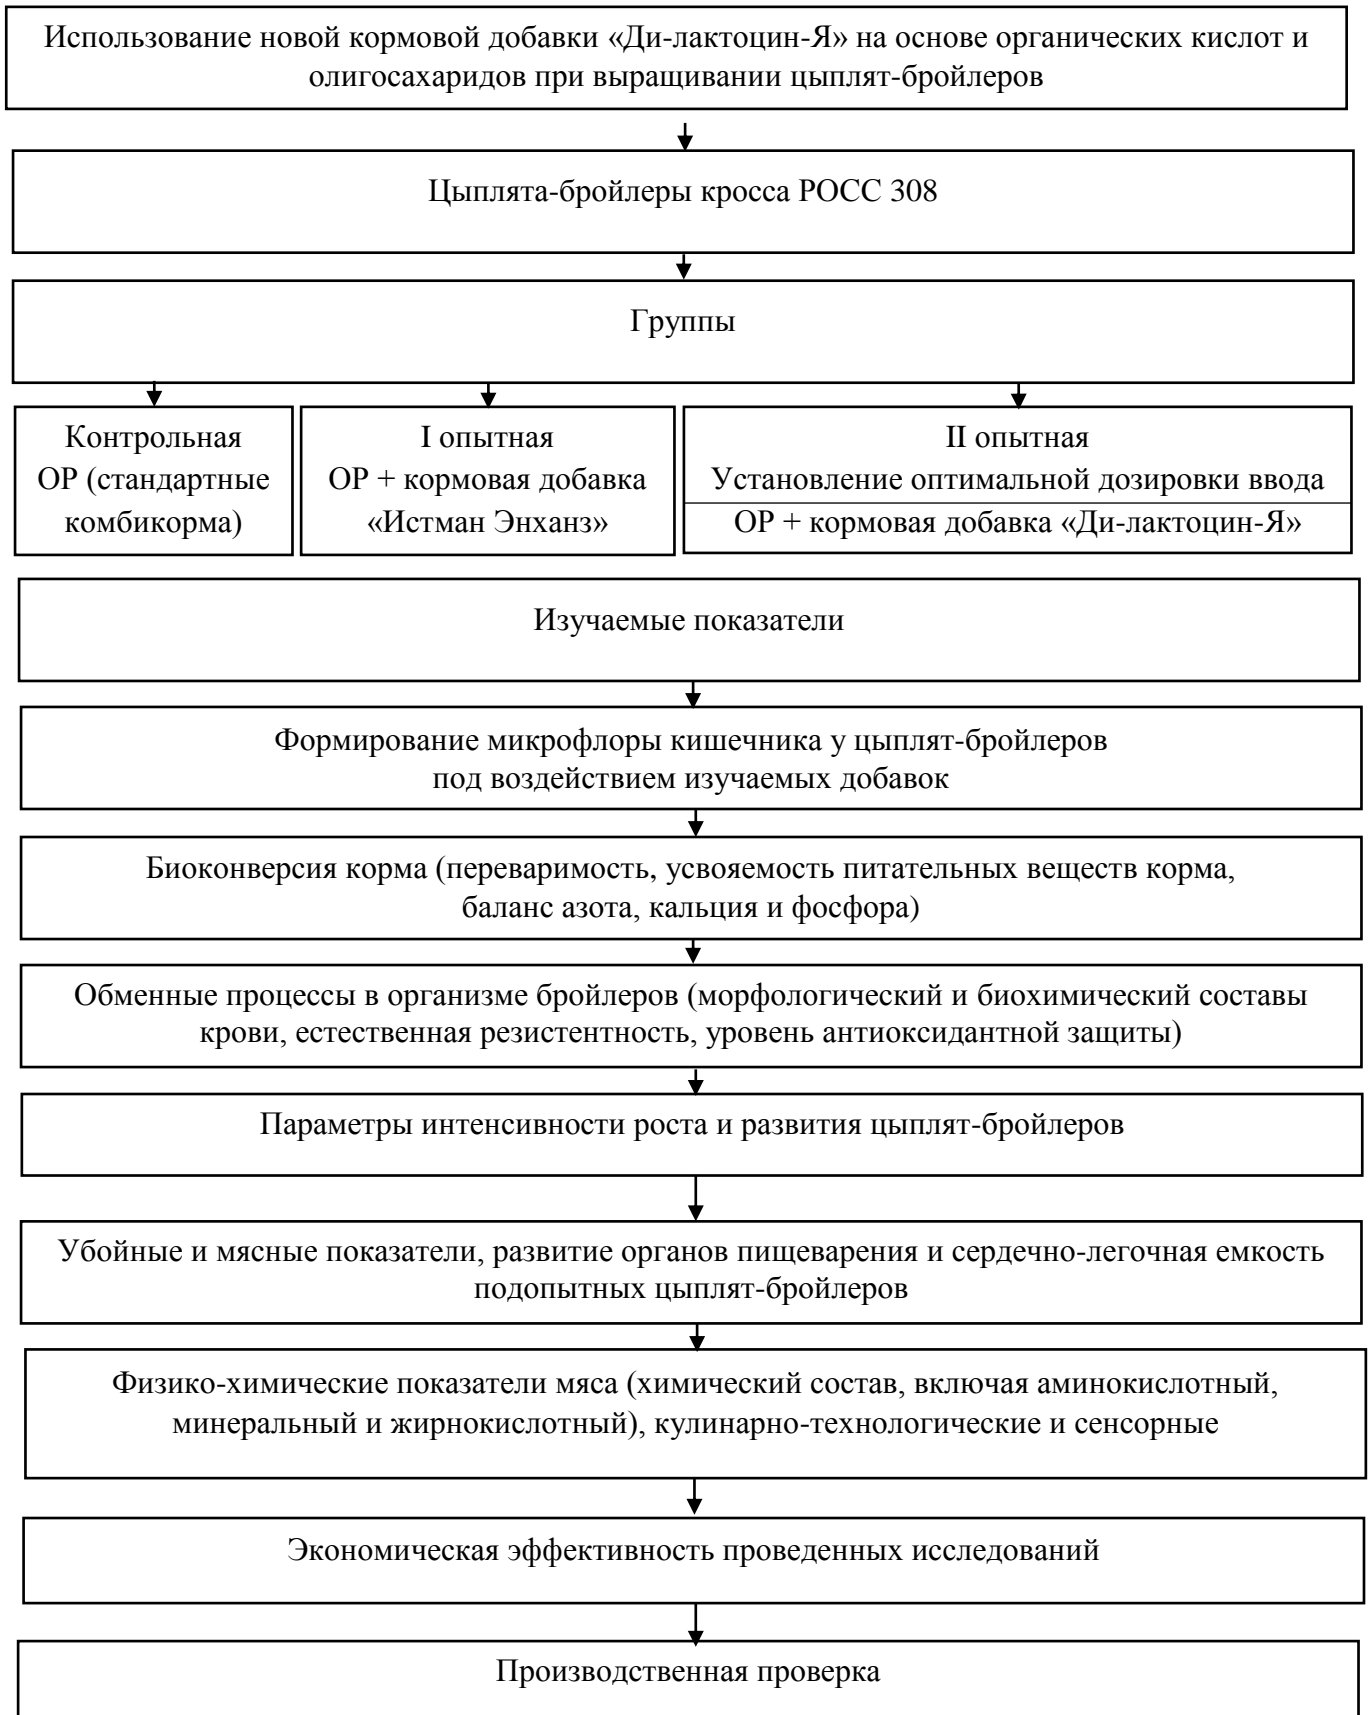 Использование новой кормовой добавки «Ди-лактоцин-Я» на основе органических кислот и
олигосахаридов при выращивании цыплят-бройлеров
Цыплята-бройлеры кросса РОСС 308
Группы
Контрольная
ОР (стандартные
комбикорма)
I опытная
ОР + кормовая добавка
«Истман Энханз»
II опытная
Установление оптимальной дозировки ввода
ОР + кормовая добавка «Ди-лактоцин-Я»
Изучаемые показатели
Формирование микрофлоры кишечника у цыплят-бройлеров
под воздействием изучаемых добавок
Биоконверсия корма (переваримость, усвояемость питательных веществ корма,
баланс азота, кальция и фосфора)
Обменные процессы в организме бройлеров (морфологический и биохимический составы
крови, естественная резистентность, уровень антиоксидантной защиты)
Параметры интенсивности роста и развития цыплят-бройлеров
Убойные и мясные показатели, развитие органов пищеварения и сердечно-легочная емкость
подопытных цыплят-бройлеров
Физико-химические показатели мяса (химический состав, включая аминокислотный,
минеральный и жирнокислотный), кулинарно-технологические и сенсорные
Экономическая эффективность проведенных исследований
Производственная проверка